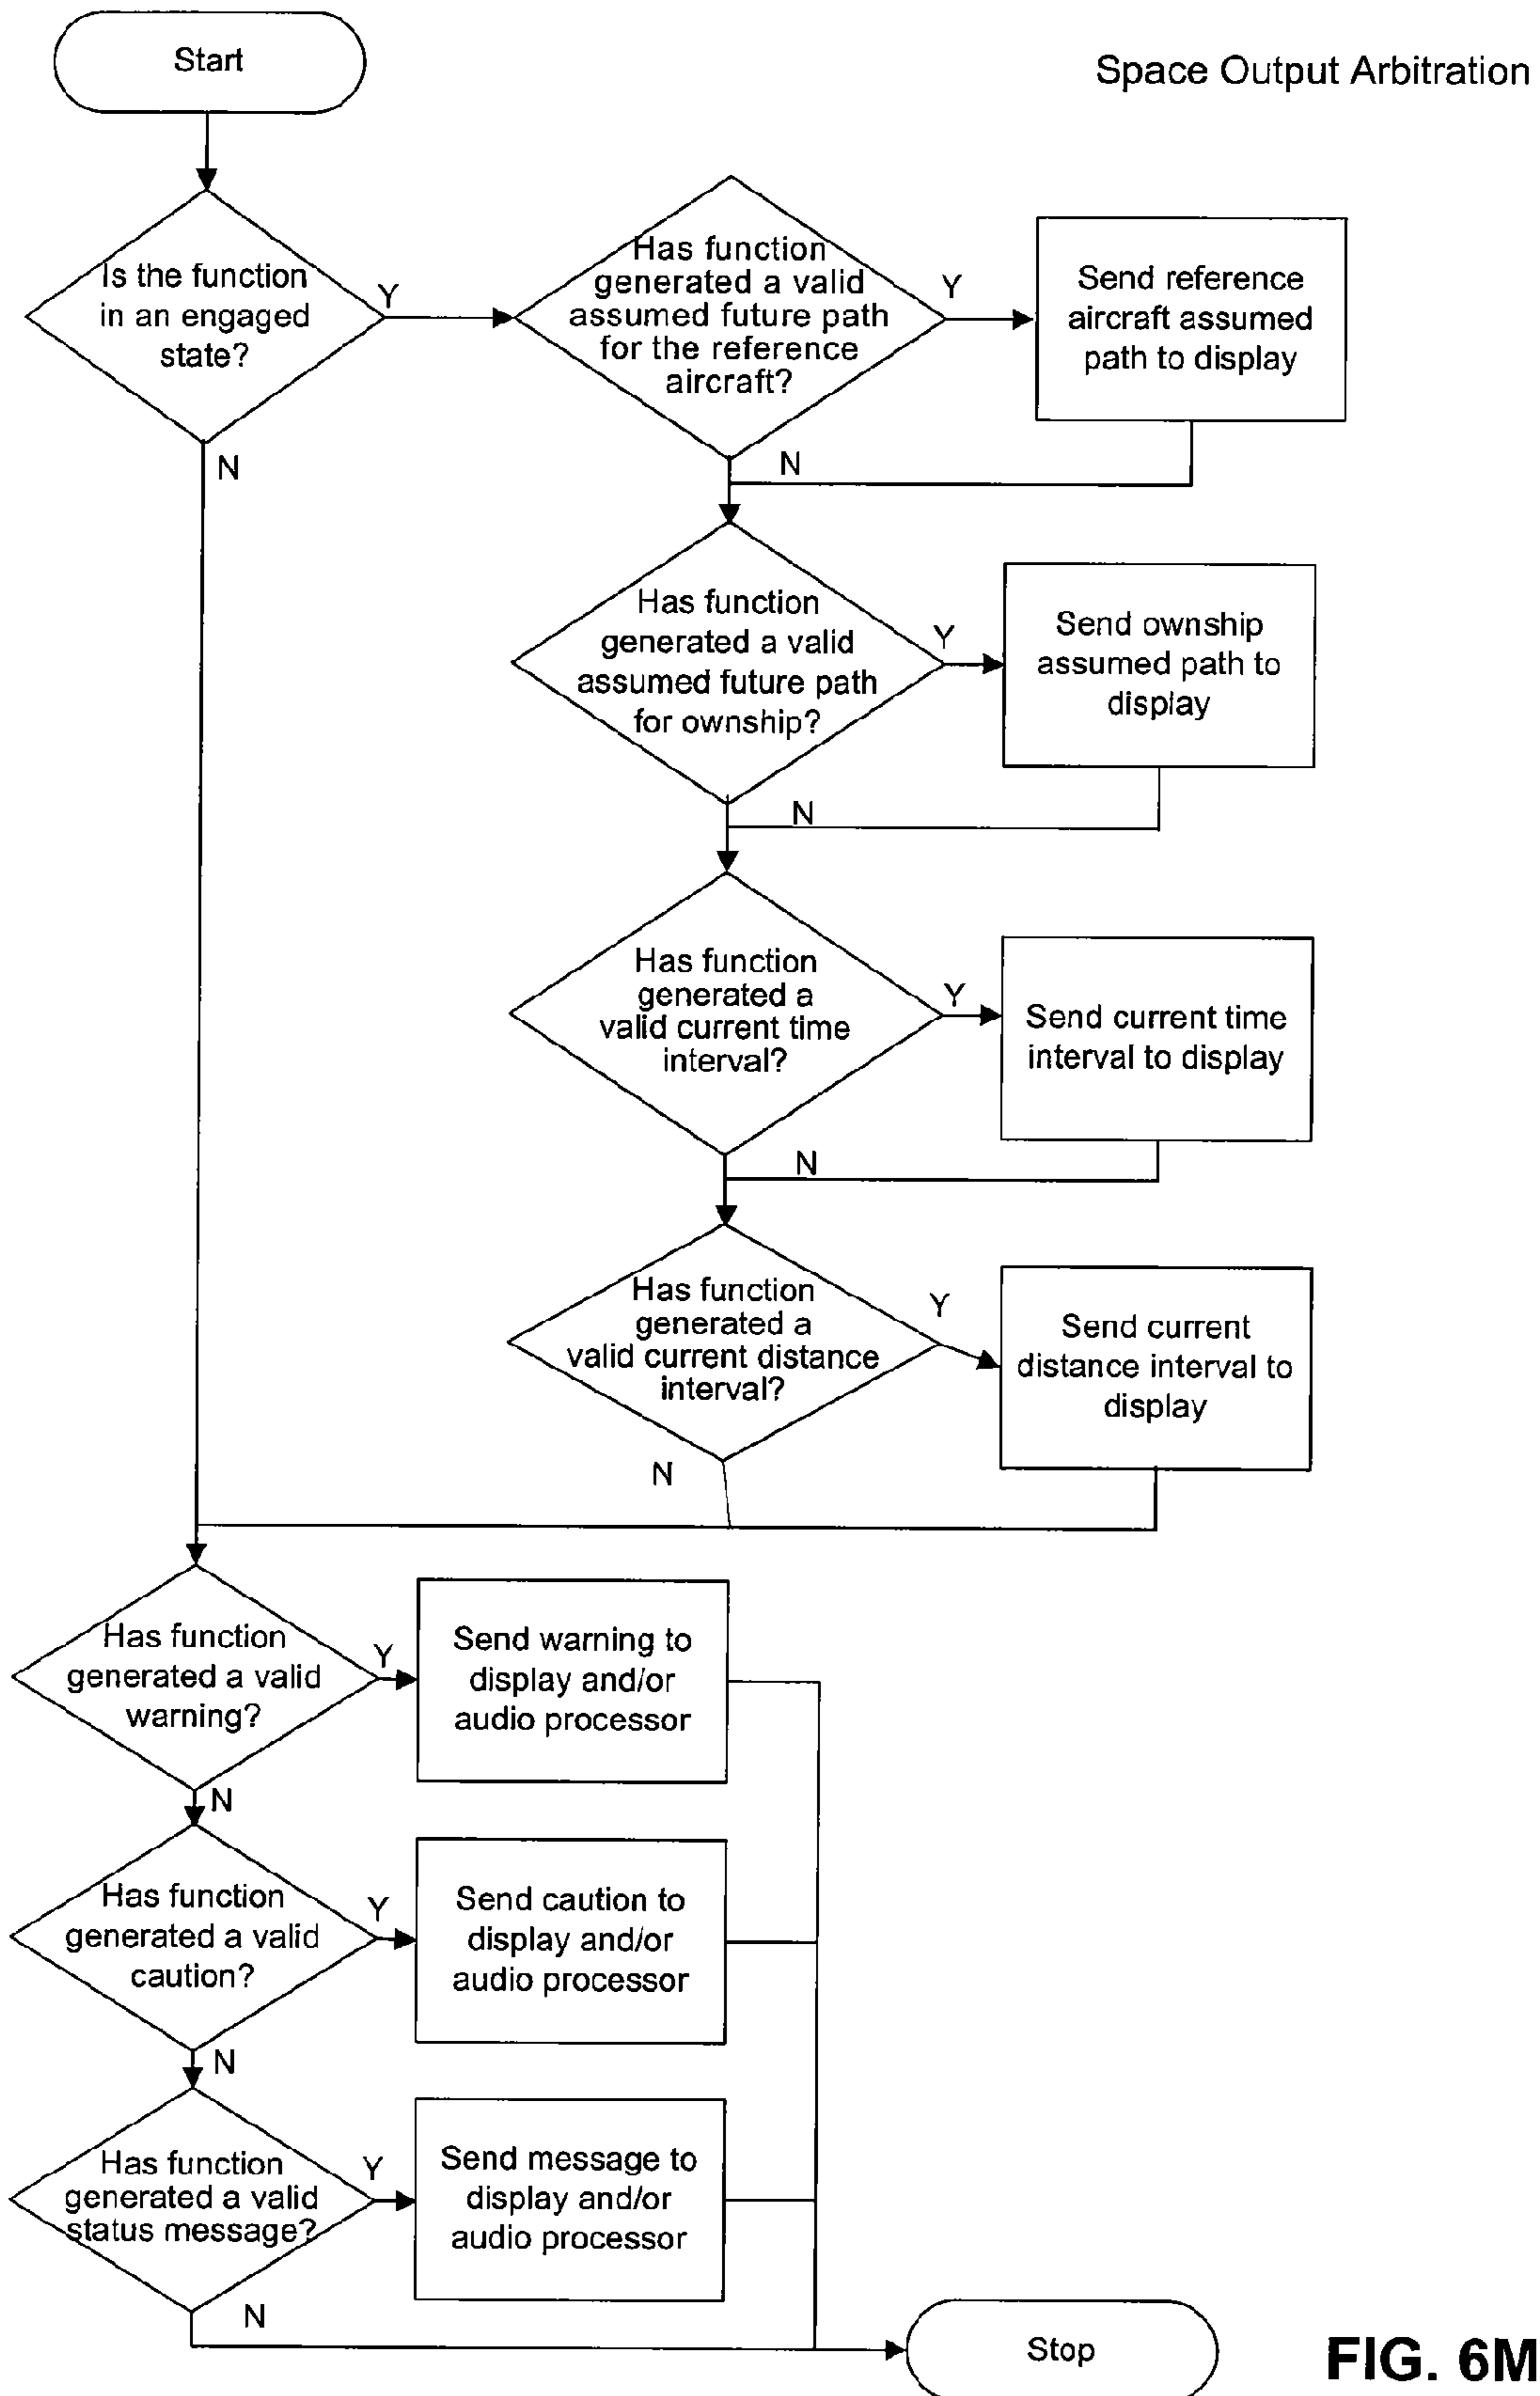 Start
Space Output Arbitration
Is the function
in an engaged
state?
Y
N
Has function
generated a valid
assumed future path
for the reference
aircraft?
Y
N
Send reference
aircraft assumed
path to display
Has function
generated a valid
assumed future path
for ownship?
Y
N
Send ownship
assumed path to
display
Has function
generated a
valid current time
interval?
Y
N
Send current time
interval to display
Has function
generated a
valid current distance
interval?
Y
N
Send current
distance interval to
display
Has function
generated a valid
warning?
Y
N
Send warning to
display and/or
audio processor
Has function
generated a valid
caution?
Y
N
Send caution to
display and/or
audio processor
Has function
generated a valid
status message?
Y
N
Send message to
display and/or
audio processor
Stop
FIG. 6M